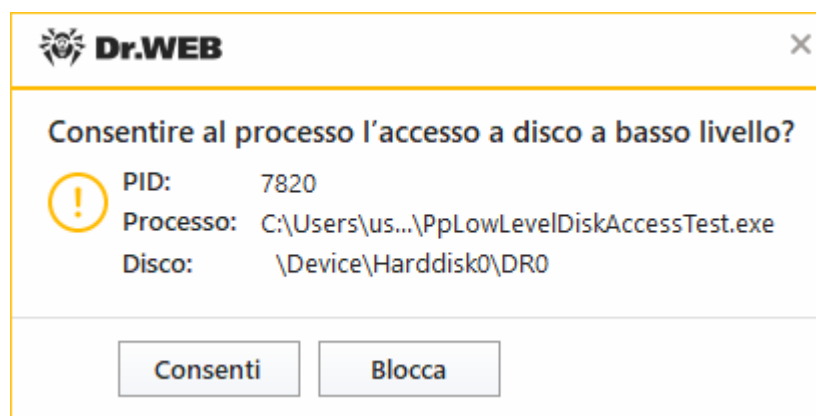 Dr.WEB
Consentire al processo l’accesso a disco a basso livello?
PID: 7820
Processo: C:\Users\us...\PpLowLevelDiskAccessTest.exe
Disco: \Device\Harddisk0\DR0
Consenti Blocca